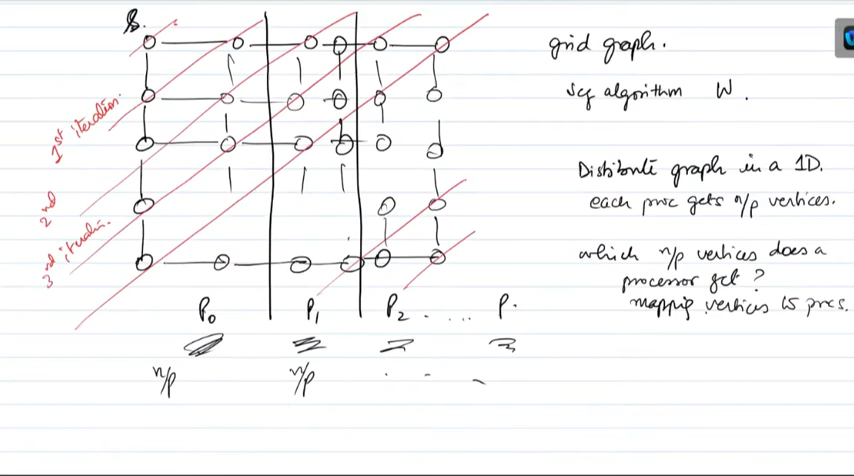 S.
grid graph.
seq algorithm W.
1st iteration.
2nd
3rd iteratin.
Distribute graph in a 1D.
each proc gets n/p vertices.
which n/p vertices does a
processor get?
mapping vertices to procs.
P0 P1 P2 . . . . . P.
n/p n/p